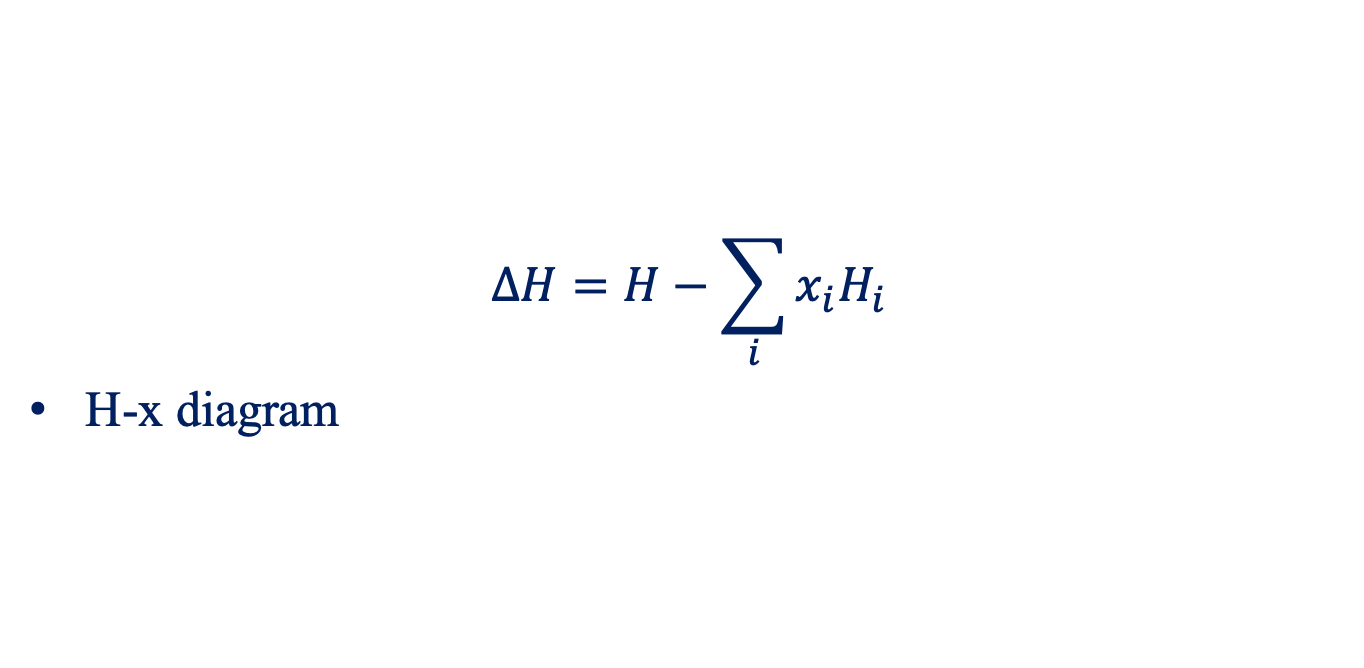 ΔH = H − ∑ᵢ xᵢHᵢ
• H-x diagram